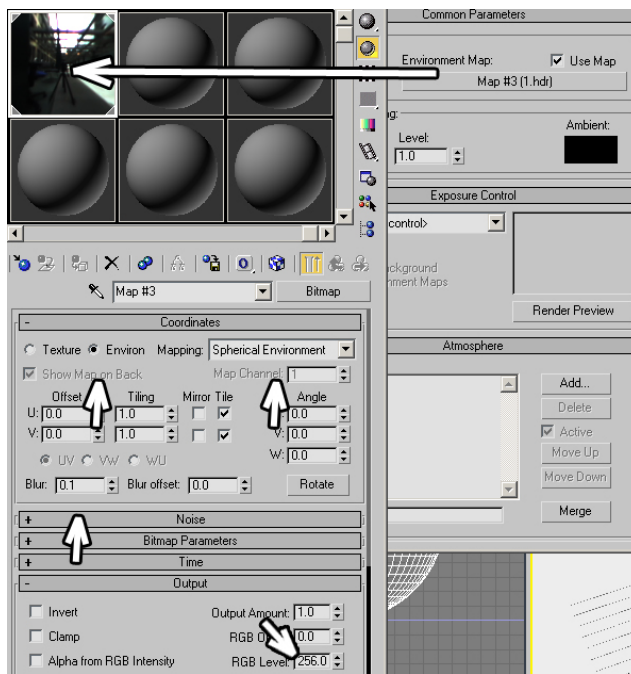 Common Parameters
Environment Map:
Use Map
Map #3 (1.hdr)
Level:
Ambient:
1.0
Exposure Control
control>
Render Preview
Map #3
Bitmap
- Coordinates
Texture Environ Mapping: Spherical Environment
Show Map on Back Map Channel: 1
Offset Tiling Mirror Tile Angle
U: 0.0 1.0 0.0
V: 0.0 1.0 V: 0.0
W: 0.0
UV VW WU
Blur: 0.1 Blur offset: 0.0 Rotate
+ Noise
+ Bitmap Parameters
+ Time
- Output
Invert Output Amount: 1.0
Clamp RGB 0.0
Alpha from RGB Intensity RGB Level: 256.0
Atmosphere
Add...
Delete
Active
Move Up
Move Down
Merge